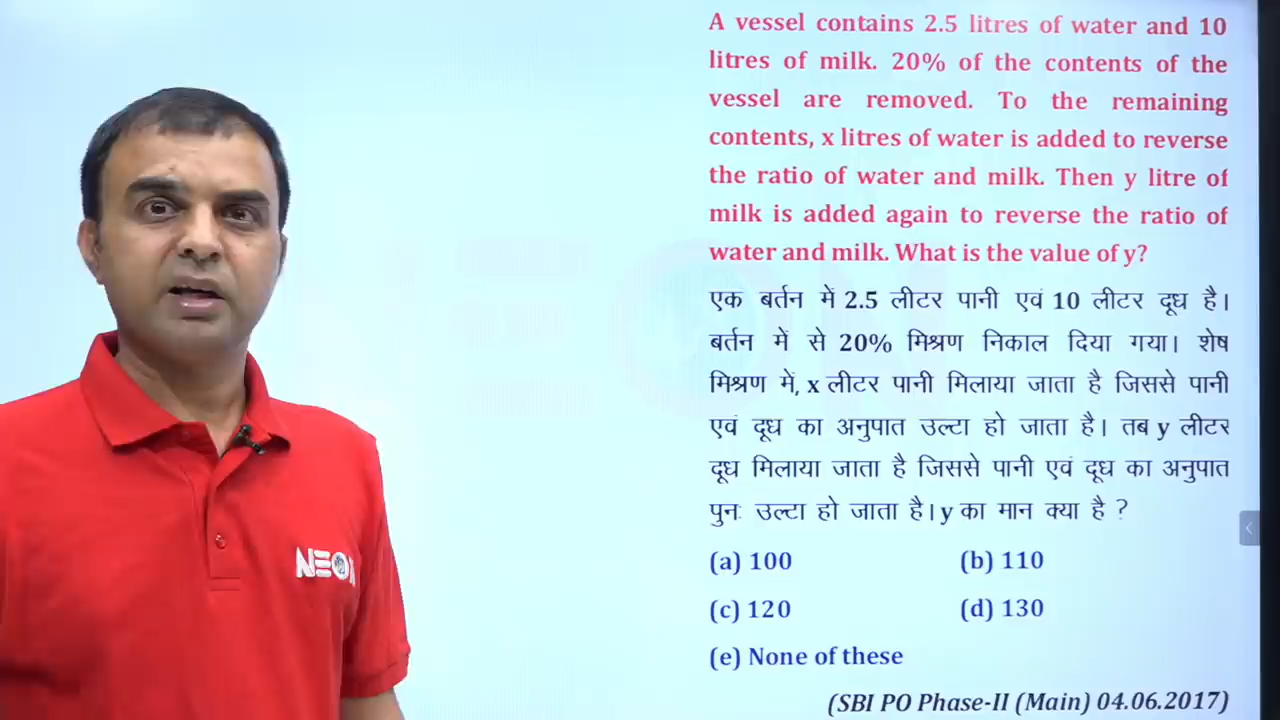 A vessel contains 2.5 litres of water and 10
litres of milk. 20% of the contents of the
vessel are removed. To the remaining
contents, x litres of water is added to reverse
the ratio of water and milk. Then y litre of
milk is added again to reverse the ratio of
water and milk. What is the value of y?
एक बर्तन में 2.5 लीटर पानी एवं 10 लीटर दूध है।
बर्तन में से 20% मिश्रण निकाल दिया गया। शेष
मिश्रण में, x लीटर पानी मिलाया जाता है जिससे पानी
एवं दूध का अनुपात उल्टा हो जाता है। तब y लीटर
दूध मिलाया जाता है जिससे पानी एवं दूध का अनुपात
पुनः उल्टा हो जाता है। y का मान क्या है ?
(a) 100 (b) 110
(c) 120 (d) 130
(e) None of these
(SBI PO Phase-II (Main) 04.06.2017)
NEON
NEON